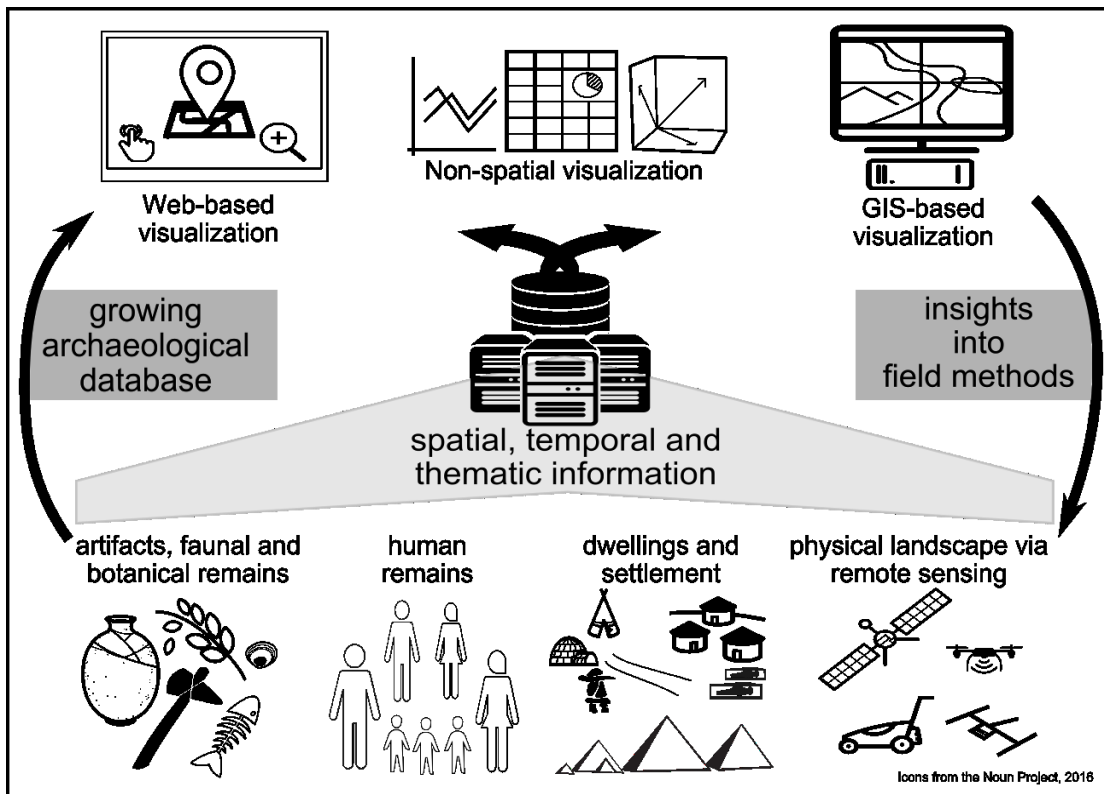 Web-based
visualization
Non-spatial visualization
GIS-based
visualization
growing
archaeological
database
insights
into
field methods
spatial, temporal and
thematic information
artifacts, faunal and
botanical remains
human
remains
dwellings and
settlement
physical landscape via
remote sensing
Icons from the Noun Project, 2016